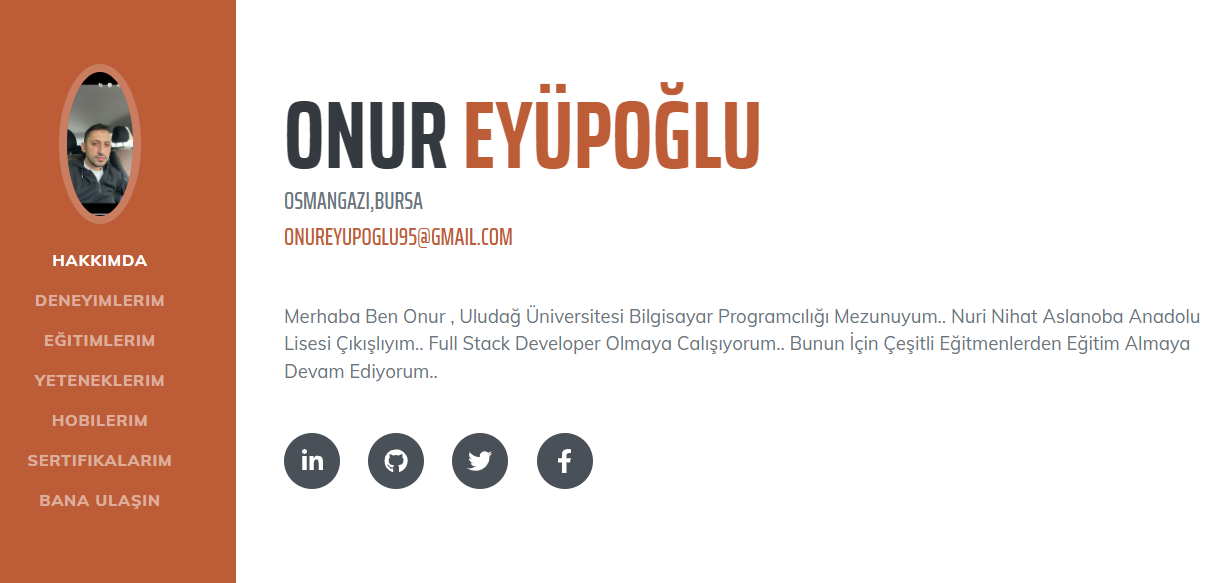 HAKKIMDA
DENEYIMLERIM
EĞITIMLERIM
YETENEKLERIM
HOBILERIM
SERTIFIKALARIM
BANA ULAŞIN
ONUR EYÜPOĞLU
OSMANGAZI,BURSA
ONUREYUPOGLU95@GMAIL.COM
Merhaba Ben Onur , Uludağ Üniversitesi Bilgisayar Programcılığı Mezunuyum.. Nuri Nihat Aslanoba Anadolu
Lisesi Çıkışlıyım.. Full Stack Developer Olmaya Calışıyorum.. Bunun İçin Çeşitli Eğitmenlerden Eğitim Almaya
Devam Ediyorum..
in